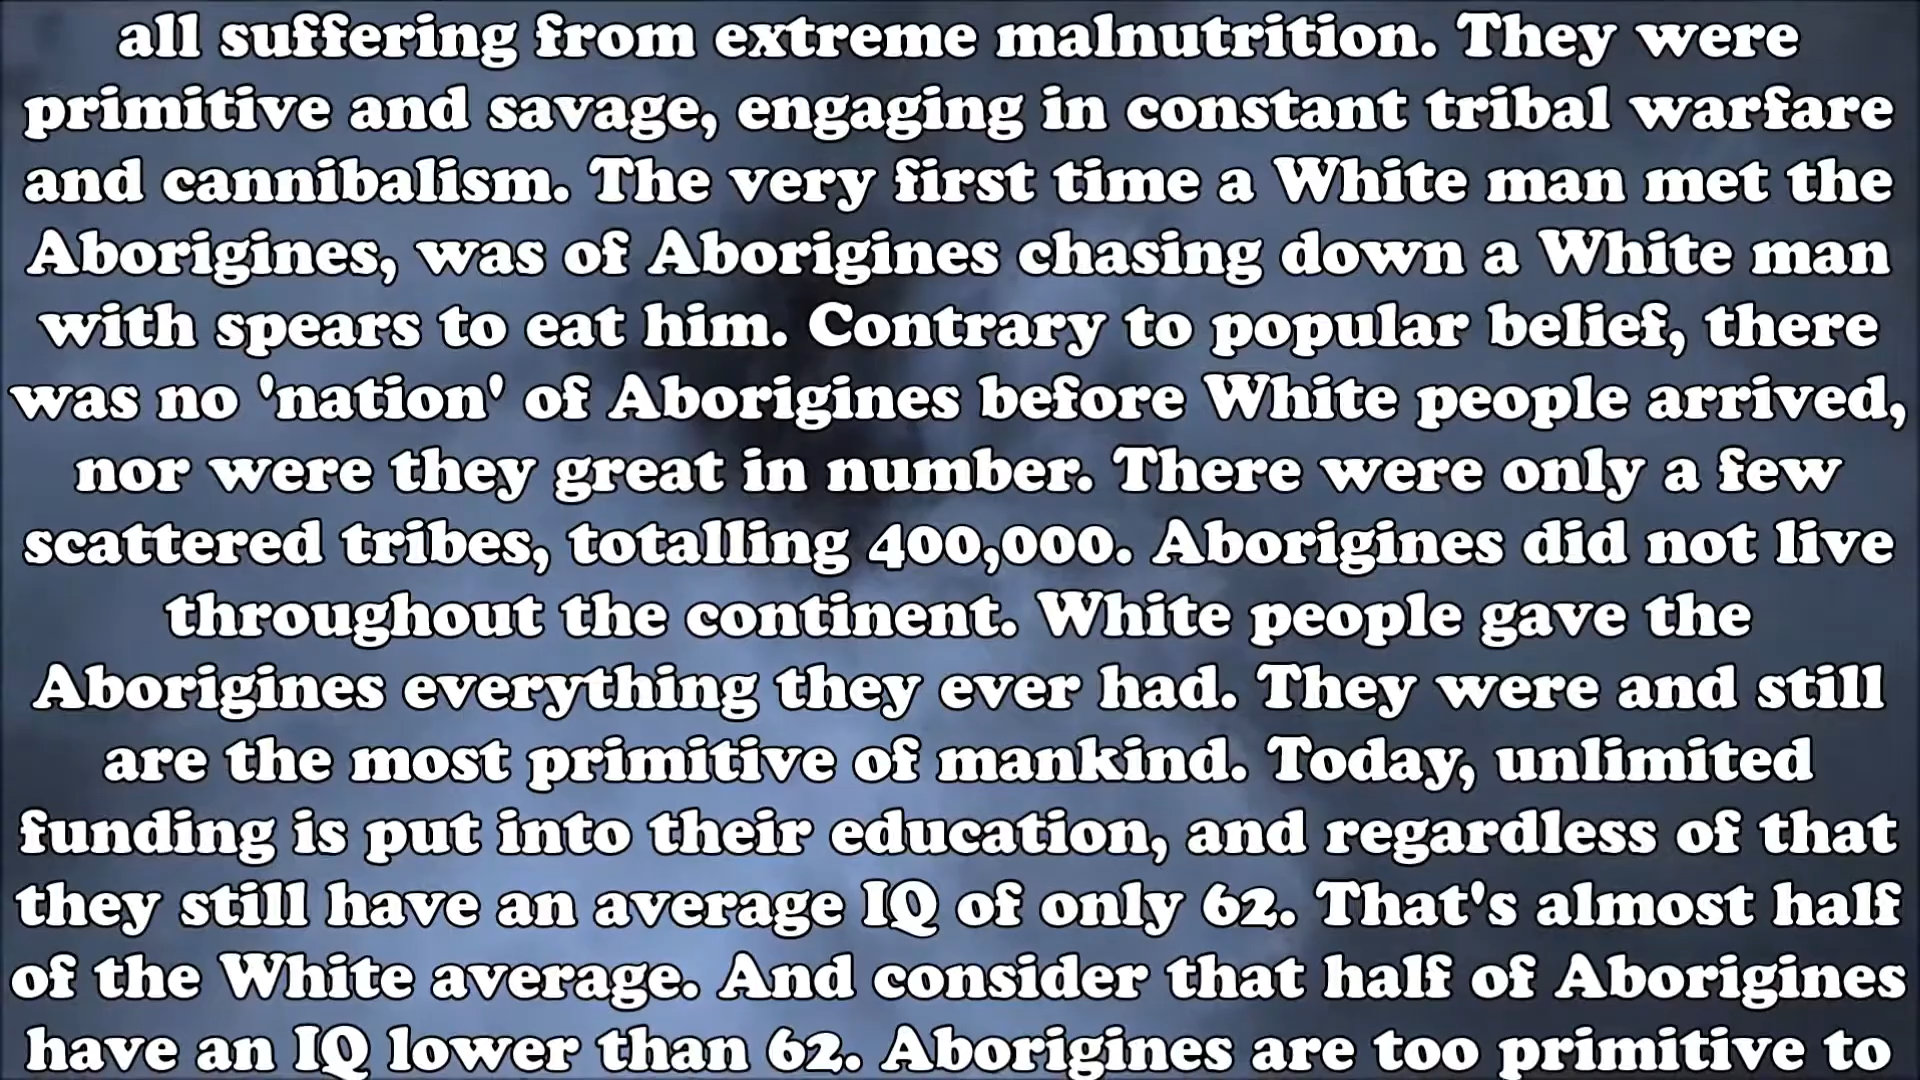 all suffering from extreme malnutrition. They were
primitive and savage, engaging in constant tribal warfare
and cannibalism. The very first time a White man met the
Aborigines, was of Aborigines chasing down a White man
with spears to eat him. Contrary to popular belief, there
was no 'nation' of Aborigines before White people arrived,
nor were they great in number. There were only a few
scattered tribes, totalling 400,000. Aborigines did not live
throughout the continent. White people gave the
Aborigines everything they ever had. They were and still
are the most primitive of mankind. Today, unlimited
funding is put into their education, and regardless of that
they still have an average IQ of only 62. That's almost half
of the White average. And consider that half of Aborigines
have an IQ lower than 62. Aborigines are too primitive to